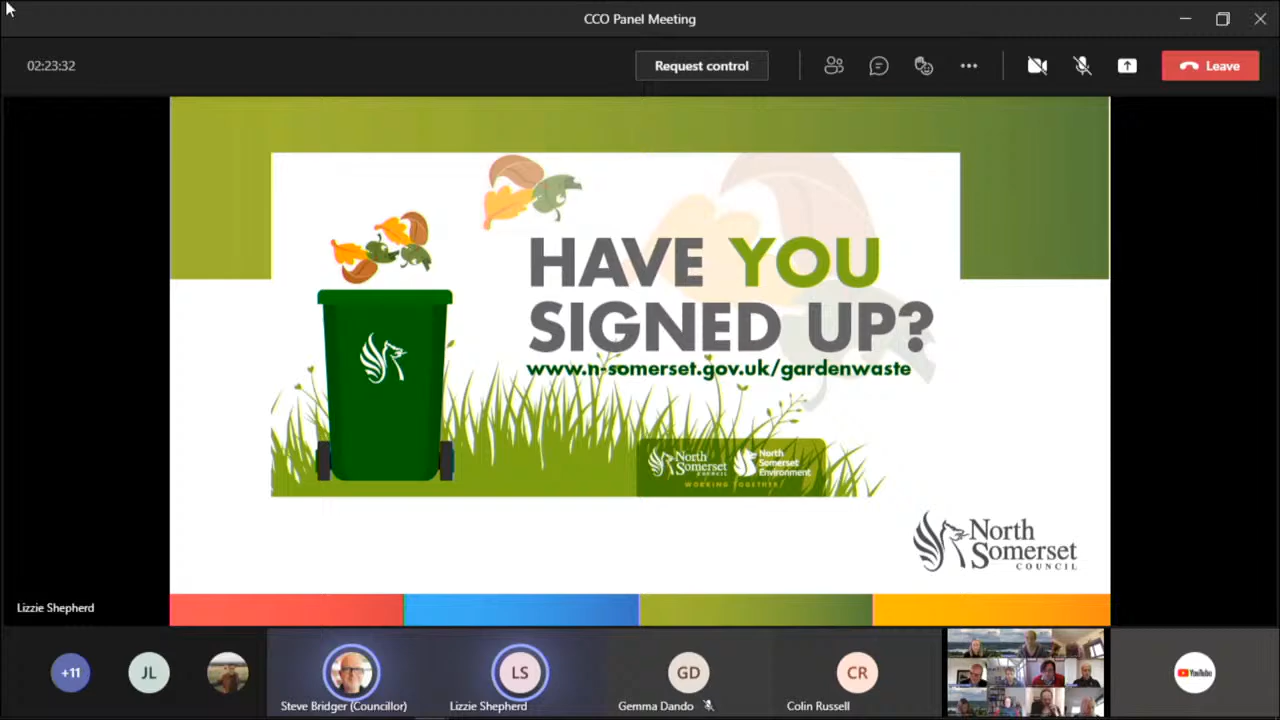 CCO Panel Meeting
02:23:32
Request control
Leave
HAVE YOU
SIGNED UP?
www.n-somerset.gov.uk/gardenwaste
North
Somerset
COUNCIL
North
Somerset
Environment
WORKING TOGETHER
North
Somerset
COUNCIL
Lizzie Shepherd
+11
JL
LS
GD
CR
YouTube
Steve Bridger (Councillor)
Lizzie Shepherd
Gemma Dando
Colin Russell